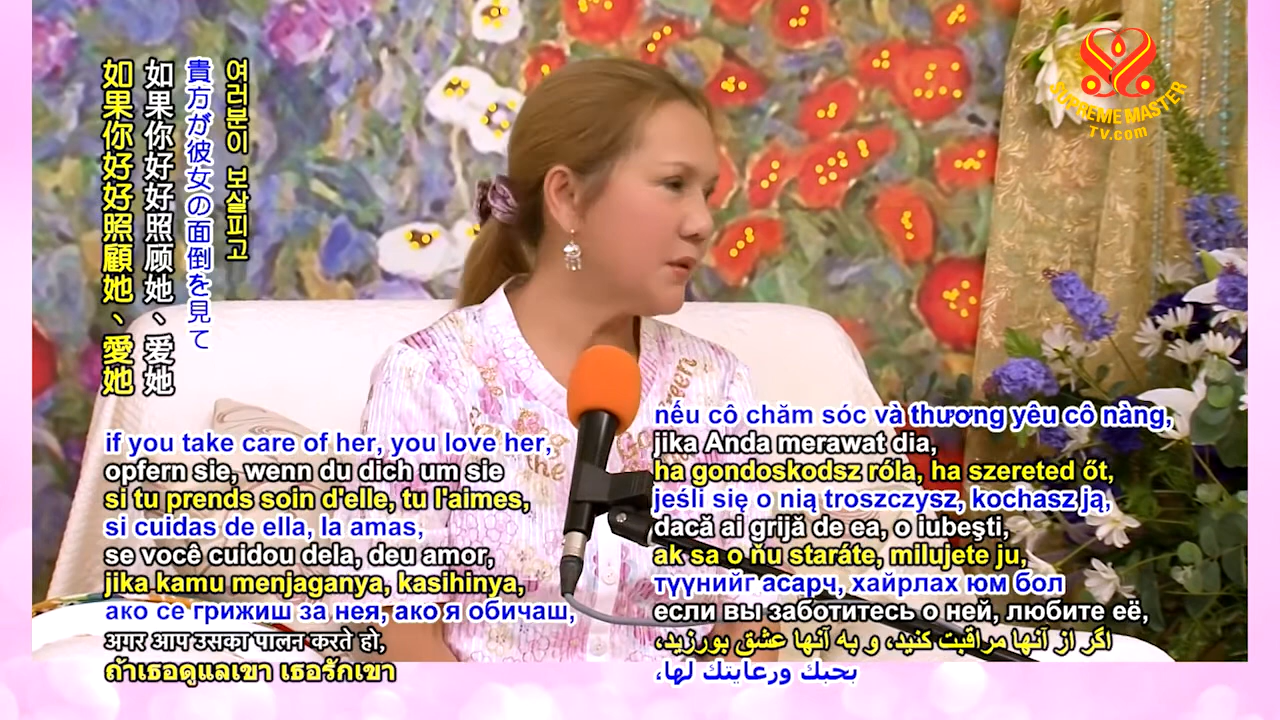 SUPREME MASTER
TV.com
여러분이 보살피고
貴方が彼女の面倒を見て
如果你好好照顾她、爱她
如果你好好照顧她、愛她
if you take care of her, you love her,
opfern sie, wenn du dich um sie
si tu prends soin d'elle, tu l'aimes,
si cuidas de ella, la amas,
se você cuidou dela, deu amor,
jika kamu menjaganya, kasihinya,
ако се грижиш за нея, ако я обичаш,
अगर आप उसका पालन करते हो,
ถ้าเธอดูแลเขา เธอรักเขา
nếu cô chăm sóc và thương yêu cô nàng,
jika Anda merawat dia,
ha gondoskodsz róla, ha szereted őt,
jeśli się o nią troszczysz, kochasz ją,
dacă ai grijă de ea, o iubeşti,
ak sa o ňu staráte, milujete ju,
түүнийг асарч, хайрлах юм бол
если вы заботитесь о ней, любите её,
اگر از آنها مراقبت کنید، و به آنها عشق بورزید،
بحبك ورعايتك لها،